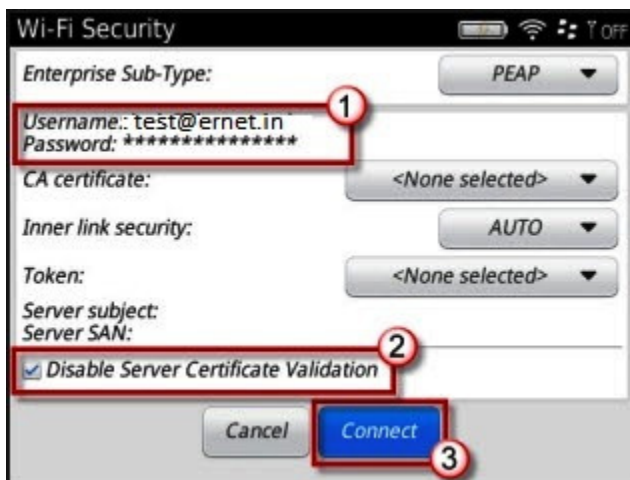 Wi-Fi Security OFF
Enterprise Sub-Type: PEAP
1
Username.: test@ernet.in
Password: ***************
CA certificate: <None selected>
Inner link security: AUTO
Token: <None selected>
Server subject:
Server SAN:
2
Disable Server Certificate Validation
Cancel Connect
3